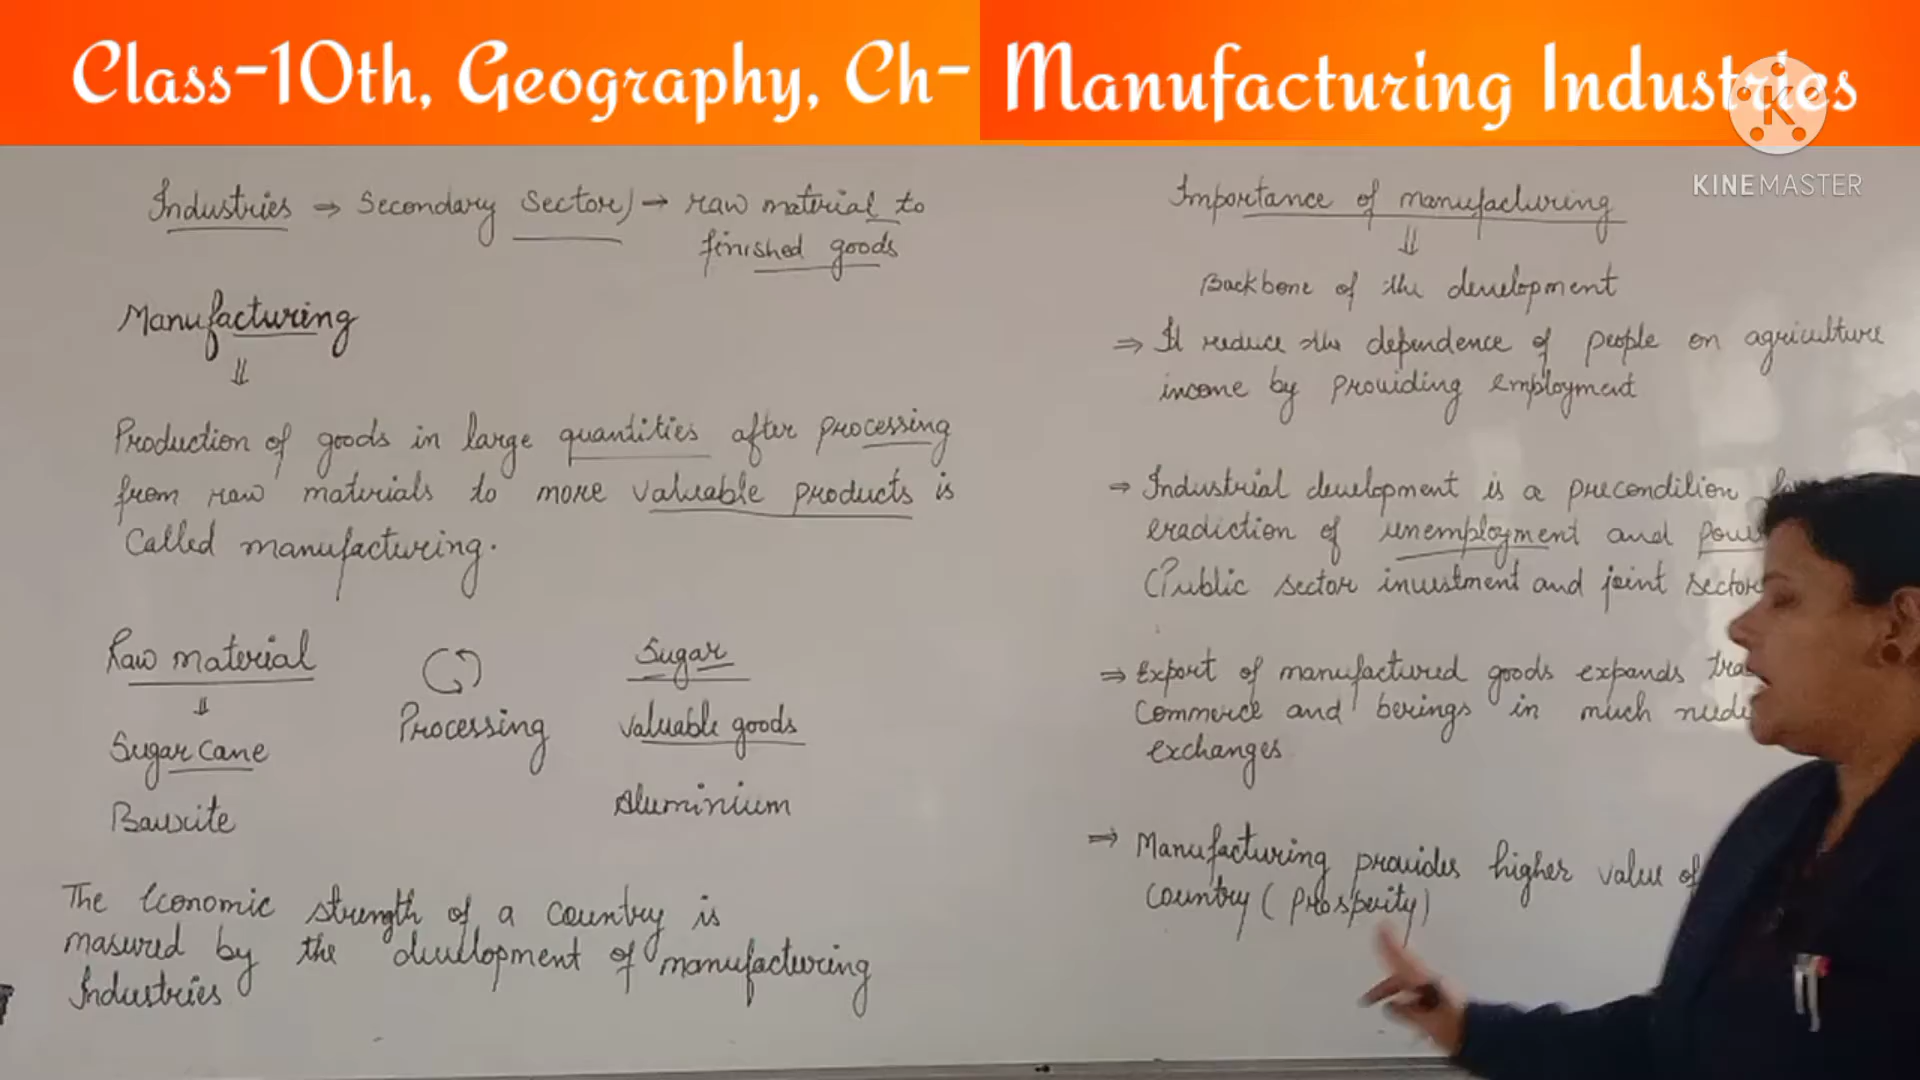 Class-10th, Geography, Ch- Manufacturing Industries
KINEMASTER
Industries ⇒ Secondary Sector) → raw material to
finished goods
Manufacturing
⇓
Production of goods in large quantities after processing
from raw materials to more valuable products is
Called manufacturing.
Raw material
⇓
Sugar cane
Bauxite
Processing
Sugar
Valuable goods
Aluminium
The Economic strength of a country is
masured by the development of manufacturing
Industries
Importance of manufacturing
⇓
Backbone of the development
⇒ It reduce the dependence of people on agriculture
income by providing employment
⇒ Industrial development is a precondition
eradiction of unemployment and
(Public sector investment and joint sector
⇒ Export of manufactured goods expands
Commerce and berings in much
exchanges
⇒ Manufacturing provides higher value of
country (Prosperity)